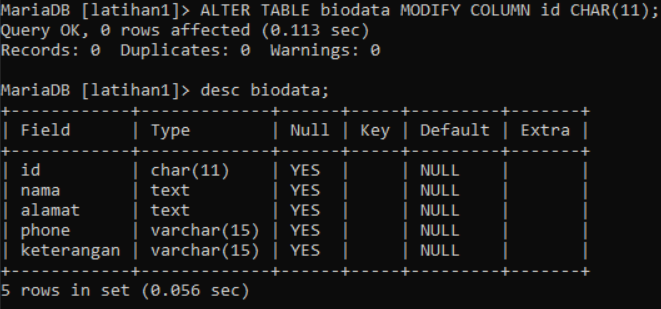 MariaDB [latihan1]> ALTER TABLE biodata MODIFY COLUMN id CHAR(11);
Query OK, 0 rows affected (0.113 sec)
Records: 0  Duplicates: 0  Warnings: 0

MariaDB [latihan1]> desc biodata;
+------------+-------------+------+-----+---------+-------+
| Field      | Type        | Null | Key | Default | Extra |
+------------+-------------+------+-----+---------+-------+
| id         | char(11)    | YES  |     | NULL    |       |
| nama       | text        | YES  |     | NULL    |       |
| alamat     | text        | YES  |     | NULL    |       |
| phone      | varchar(15) | YES  |     | NULL    |       |
| keterangan | varchar(15) | YES  |     | NULL    |       |
+------------+-------------+------+-----+---------+-------+
5 rows in set (0.056 sec)